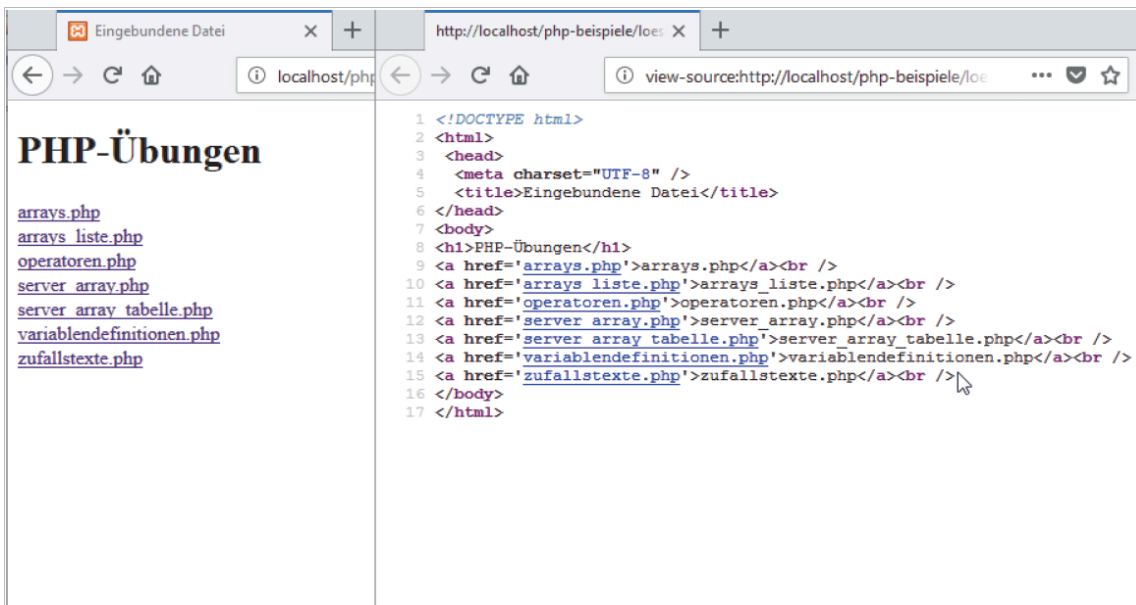 Eingebundene Datei
http://localhost/php-beispiele/loes
localhost/php
view-source:http://localhost/php-beispiele/loe
PHP-Übungen
arrays.php
arrays_liste.php
operatoren.php
server_array.php
server_array_tabelle.php
variablendefinitionen.php
zufallstexte.php
1 <!DOCTYPE html>
2 <html>
3 <head>
4 <meta charset="UTF-8" />
5 <title>Eingebundene Datei</title>
6 </head>
7 <body>
8 <h1>PHP-Übungen</h1>
9 <a href='arrays.php'>arrays.php</a><br />
10 <a href='arrays_liste.php'>arrays_liste.php</a><br />
11 <a href='operatoren.php'>operatoren.php</a><br />
12 <a href='server_array.php'>server_array.php</a><br />
13 <a href='server_array_tabelle.php'>server_array_tabelle.php</a><br />
14 <a href='variablendefinitionen.php'>variablendefinitionen.php</a><br />
15 <a href='zufallstexte.php'>zufallstexte.php</a><br />
16 </body>
17 </html>